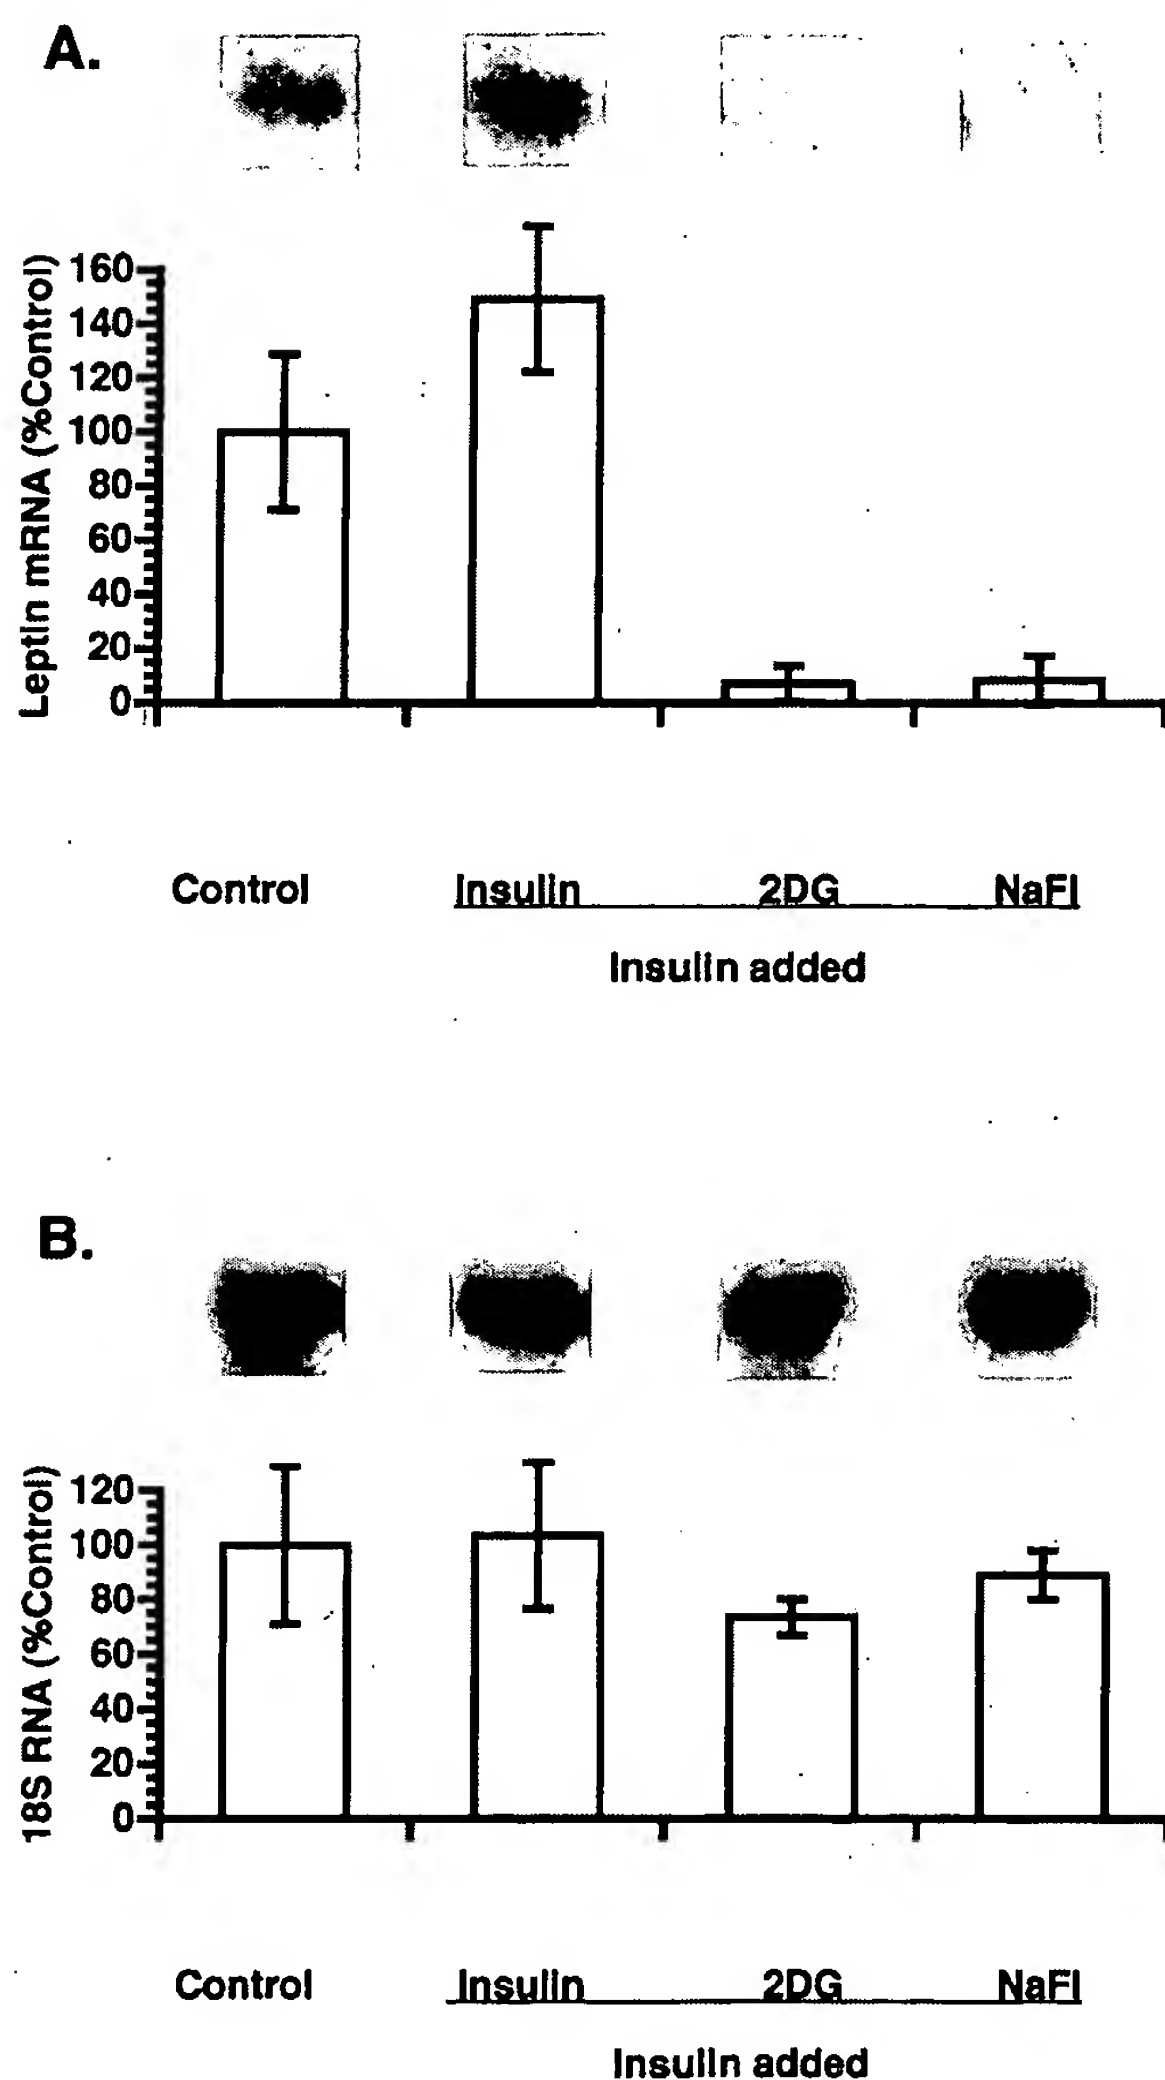 A.
Leptin mRNA (%Control)
160
140
120
100
80
60
40
20
0
Control Insulin 2DG NaFl
Insulin added
B.
18S RNA (%Control)
120
100
80
60
40
20
0
Control Insulin 2DG NaFl
Insulin added